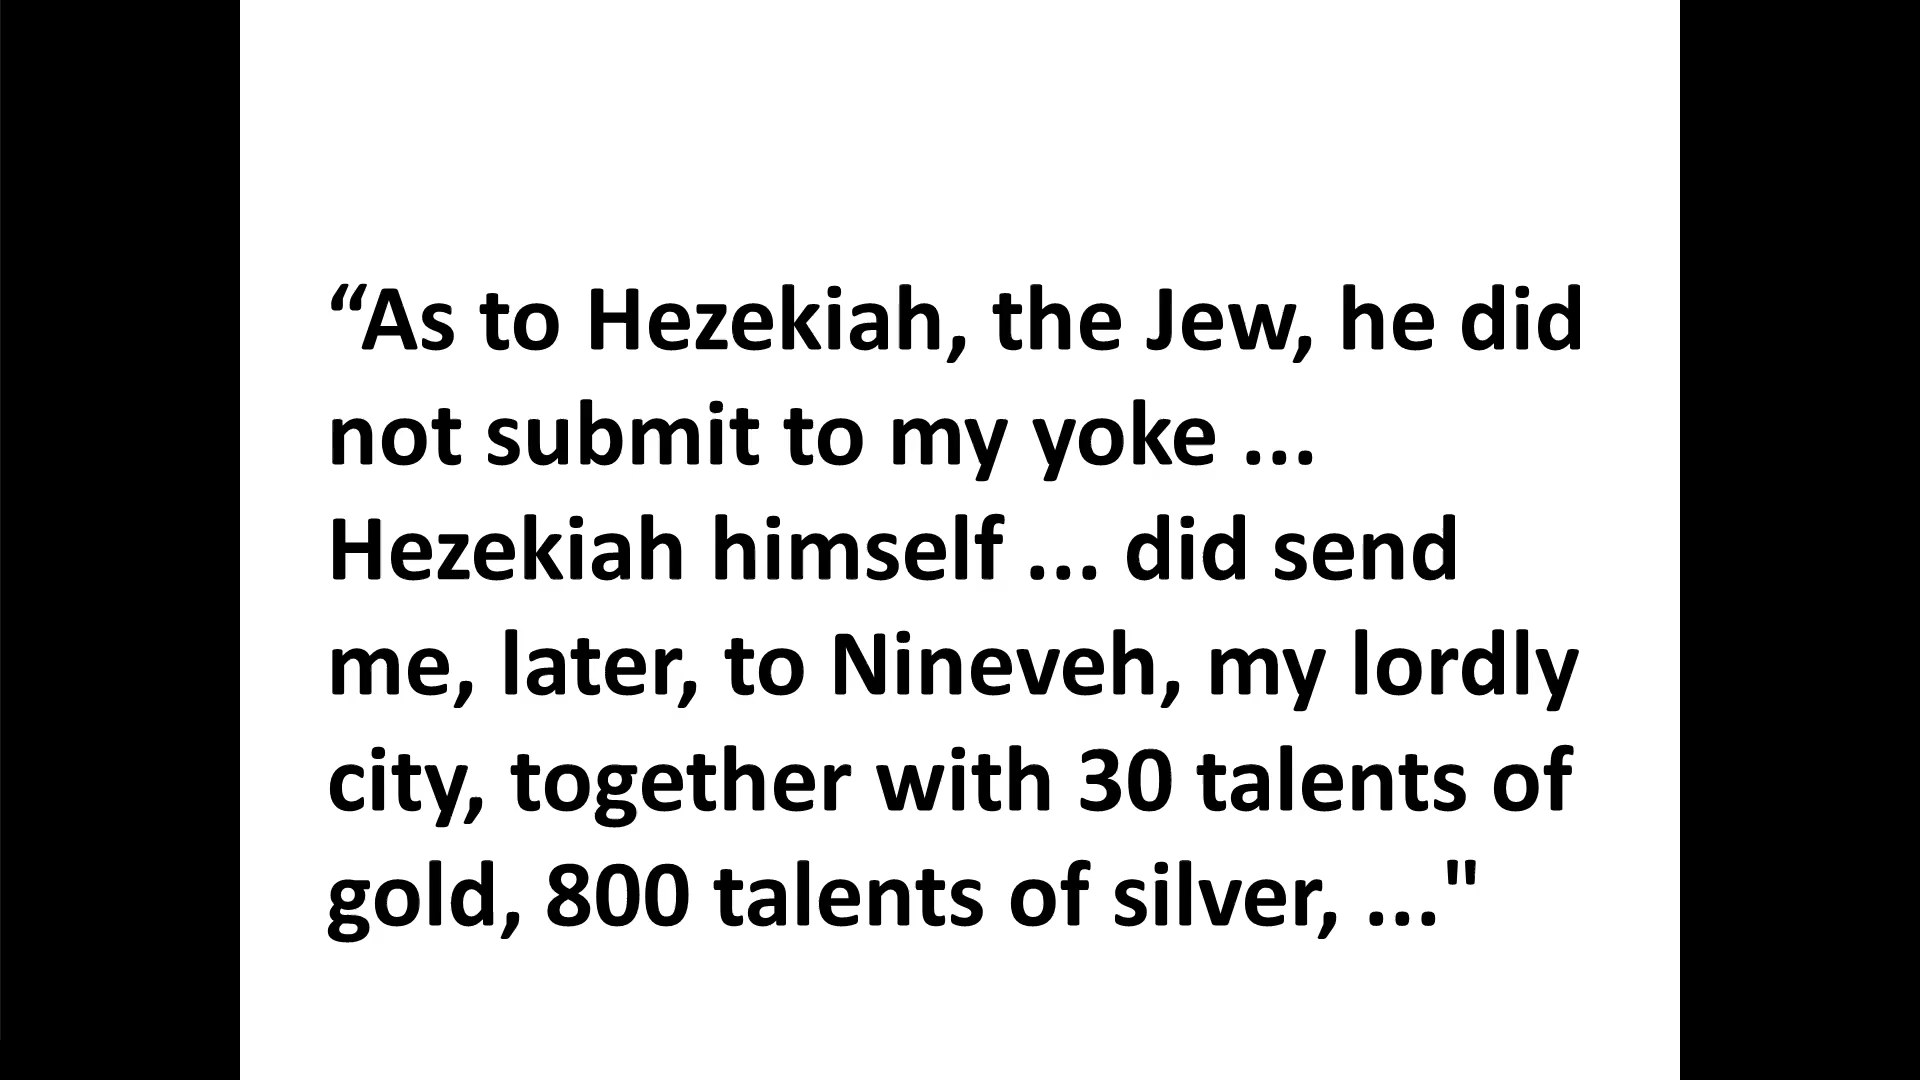 “As to Hezekiah, the Jew, he did
not submit to my yoke ...
Hezekiah himself ... did send
me, later, to Nineveh, my lordly
city, together with 30 talents of
gold, 800 talents of silver, ..."